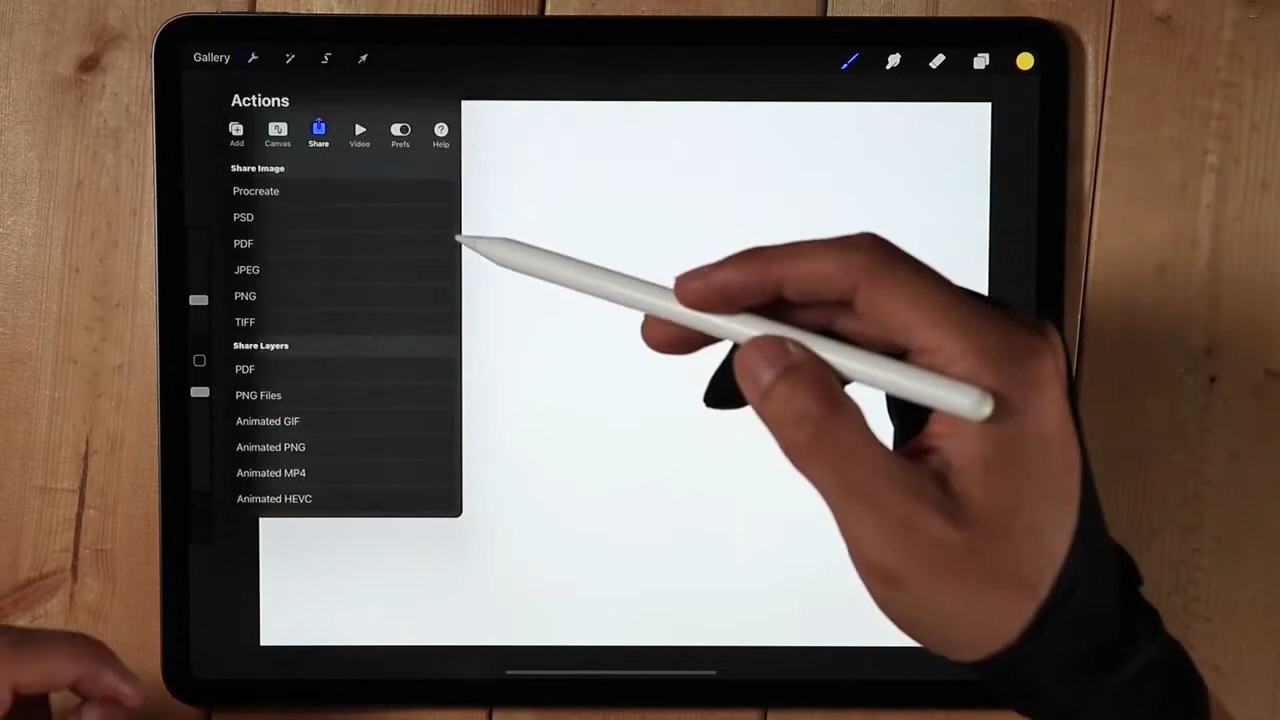 Gallery
Actions
Add Canvas Share Video Prefs Help
Share Image
Procreate
PSD
PDF
JPEG
PNG
TIFF
Share Layers
PDF
PNG Files
Animated GIF
Animated PNG
Animated MP4
Animated HEVC